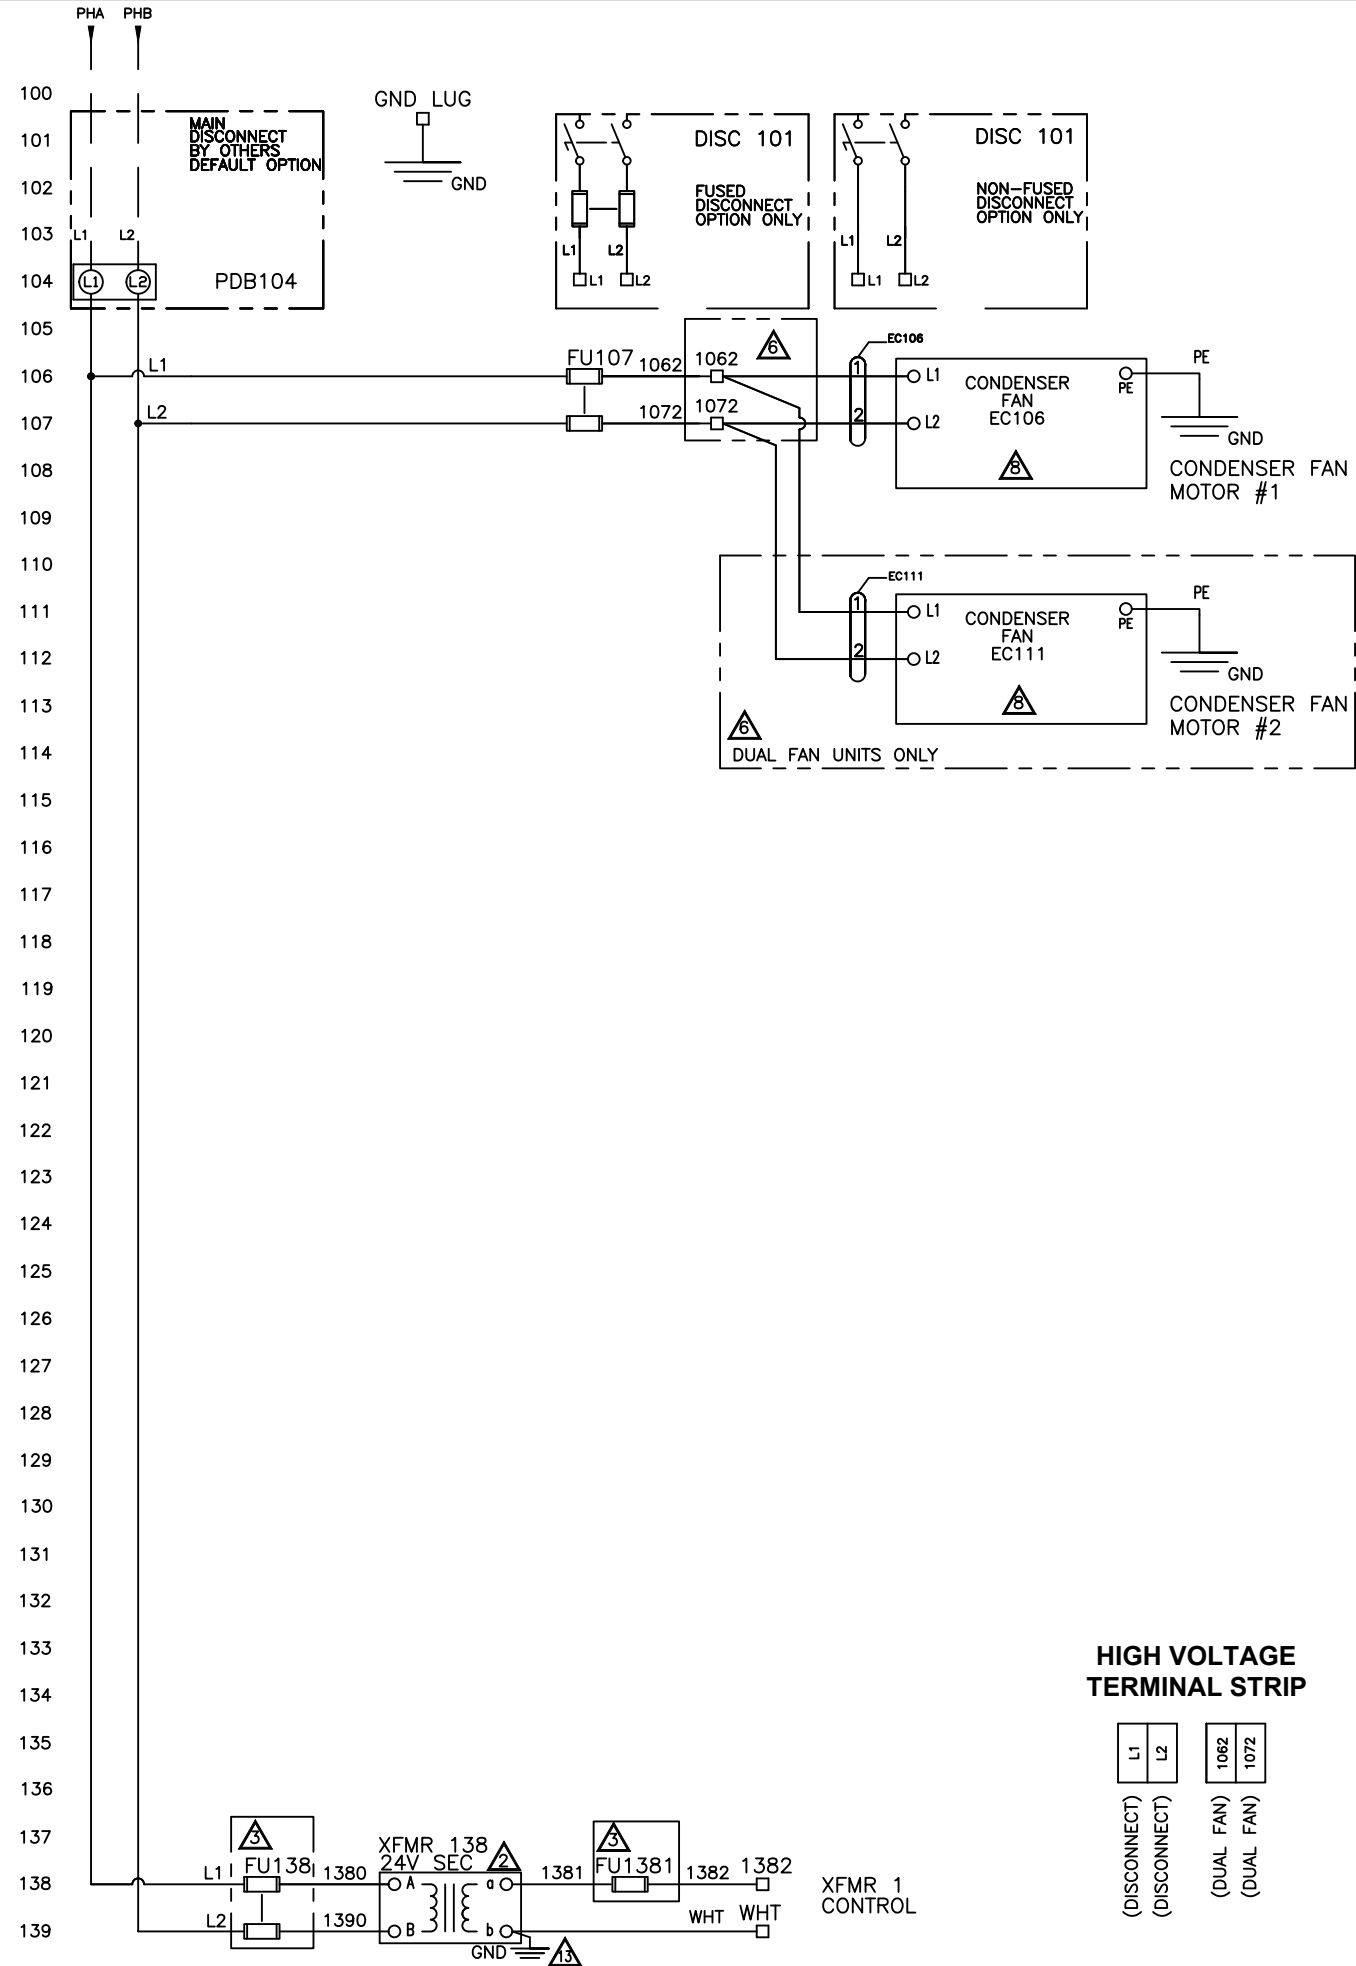 PHA PHB
100
GND LUG
101
MAIN
DISCONNECT
BY OTHERS
DEFAULT OPTION
DISC 101
DISC 101
102
GND
FUSED
DISCONNECT
OPTION ONLY
NON-FUSED
DISCONNECT
OPTION ONLY
103
L1 L2
L1 L2
L1 L2
104
L1 L2
PDB104
L1 L2
L1 L2
105
6
EC106
106
L1
FU107
1062 1062
1
L1
CONDENSER
FAN
EC106
PE
PE
107
L2
1072 1072
2
L2
GND
108
8
CONDENSER FAN
MOTOR #1
109
110
EC111
111
1
L1
CONDENSER
FAN
EC111
PE
PE
112
2
L2
GND
113
8
CONDENSER FAN
MOTOR #2
6
114
DUAL FAN UNITS ONLY
115
116
117
118
119
120
121
122
123
124
125
126
127
128
129
130
131
132
133
HIGH VOLTAGE
TERMINAL STRIP
134
135
L1 L2 1062 1072
136
(DISCONNECT)
(DISCONNECT)
(DUAL FAN)
(DUAL FAN)
137
3
XFMR 138
24V SEC
2
3
138
L1 FU138 1380 A a 1381 FU1381 1382 1382
XFMR 1
CONTROL
139
L2 1390 B b WHT WHT
GND 13